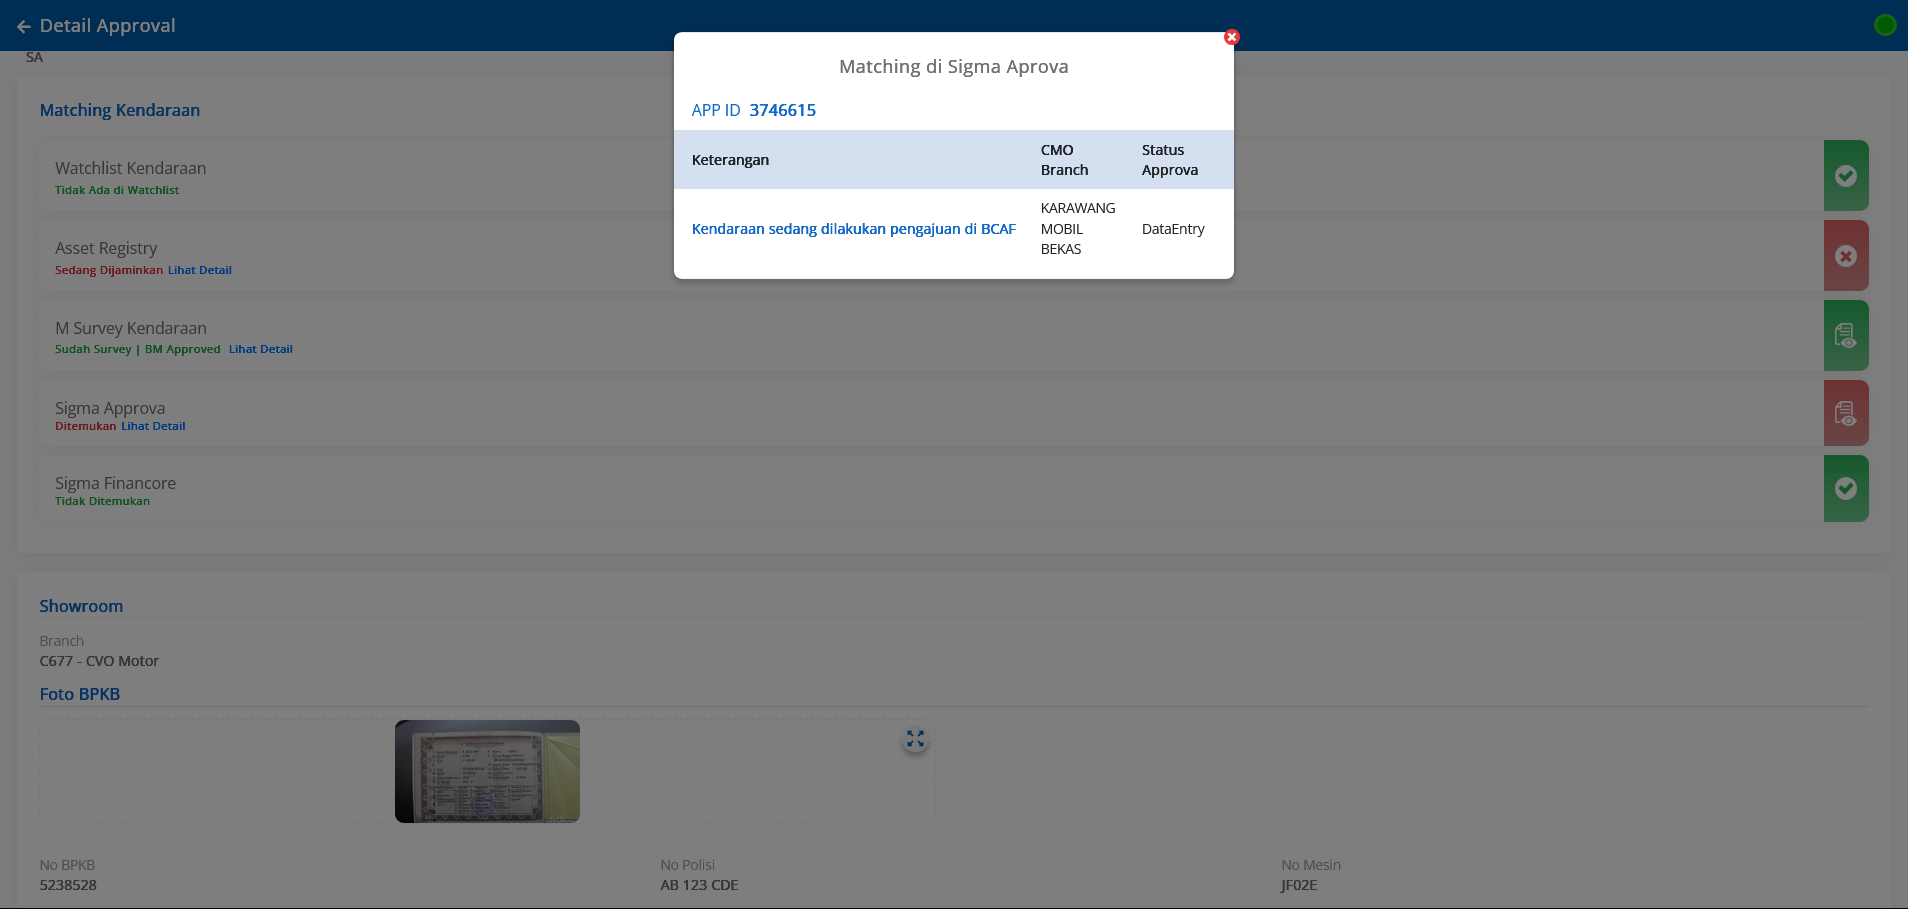 Detail Approval
SA
Matching di Sigma Aprova
APP ID 3746615
Keterangan
CMO
Branch
Status
Approva
Kendaraan sedang dilakukan pengajuan di BCAF
KARAWANG
MOBIL
BEKAS
DataEntry
Matching Kendaraan
Watchlist Kendaraan
Tidak Ada di Watchlist
Asset Registry
Sedang Dijaminkan Lihat Detail
M Survey Kendaraan
Sudah Survey | BM Approved Lihat Detail
Sigma Approva
Ditemukan Lihat Detail
Sigma Financore
Tidak Ditemukan
Showroom
Branch
C677 - CVO Motor
Foto BPKB
No BPKB
5238528
No Polisi
AB 123 CDE
No Mesin
JF02E